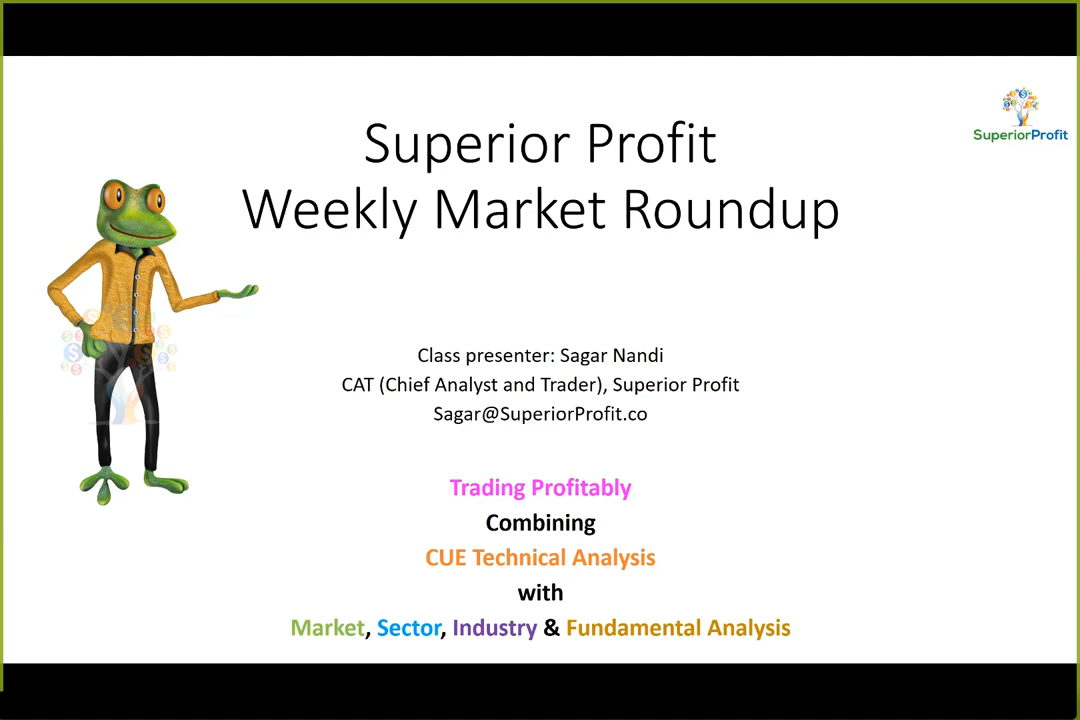 Superior Profit
Weekly Market Roundup
SuperiorProfit
Class presenter: Sagar Nandi
CAT (Chief Analyst and Trader), Superior Profit
Sagar@SuperiorProfit.co
Trading Profitably
Combining
CUE Technical Analysis
with
Market, Sector, Industry & Fundamental Analysis